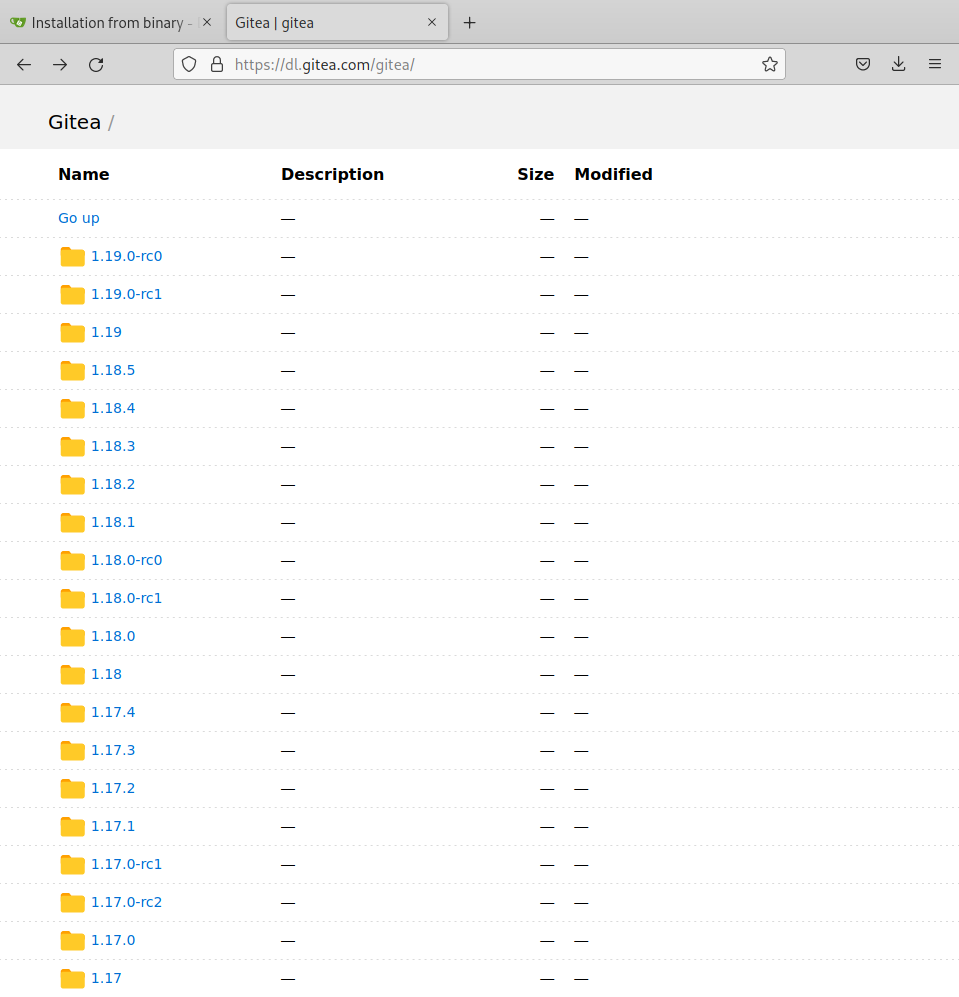 Installation from binary -
Gitea | gitea
https://dl.gitea.com/gitea/
Gitea /
Name Description Size Modified
Go up — — —
1.19.0-rc0 — — —
1.19.0-rc1 — — —
1.19 — — —
1.18.5 — — —
1.18.4 — — —
1.18.3 — — —
1.18.2 — — —
1.18.1 — — —
1.18.0-rc0 — — —
1.18.0-rc1 — — —
1.18.0 — — —
1.18 — — —
1.17.4 — — —
1.17.3 — — —
1.17.2 — — —
1.17.1 — — —
1.17.0-rc1 — — —
1.17.0-rc2 — — —
1.17.0 — — —
1.17 — — —